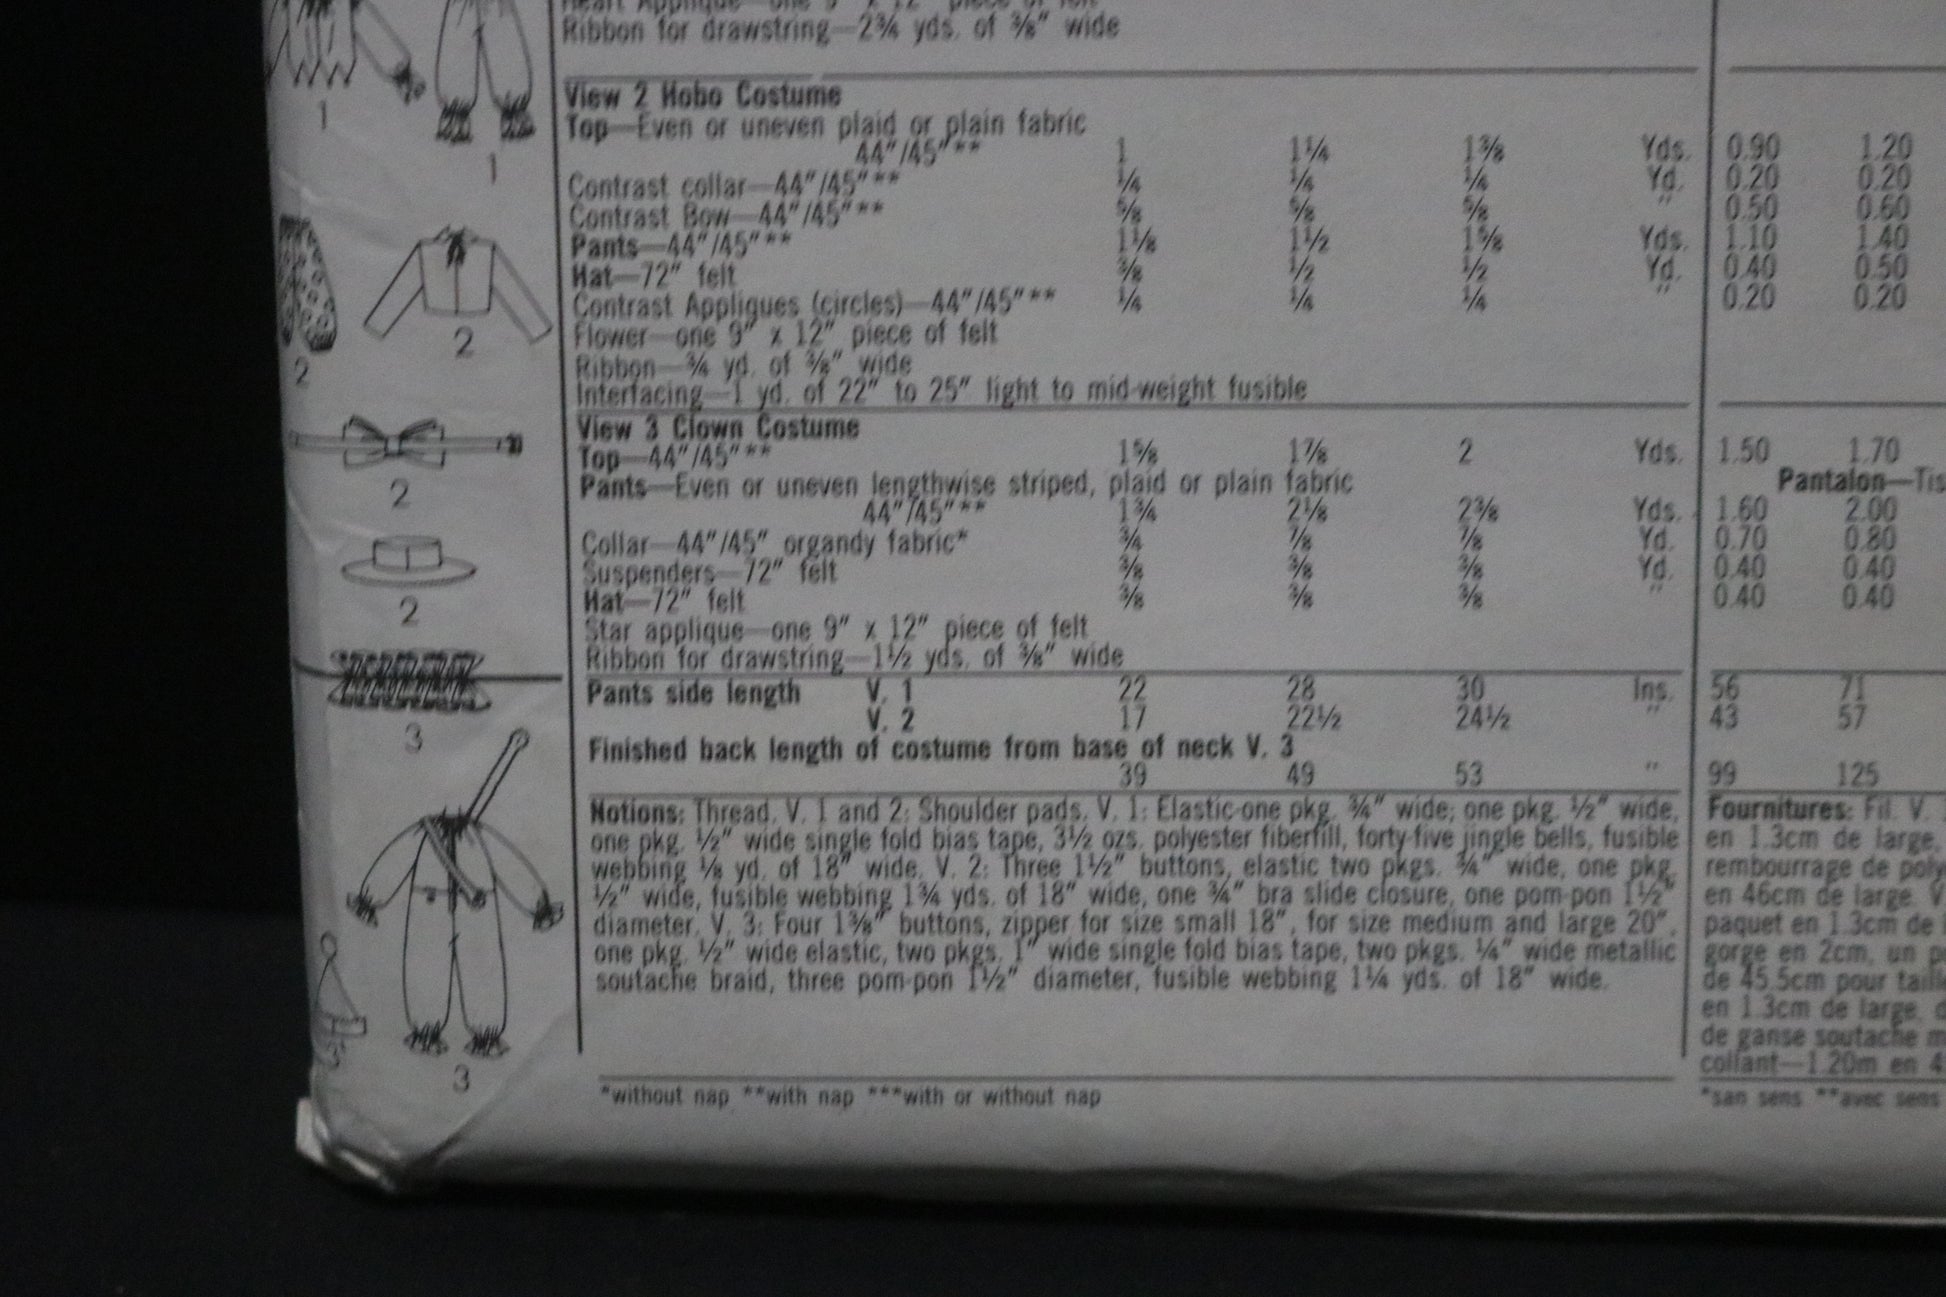 Heart Applique—one 9" x 12" piece of felt
Ribbon for drawstring—2¾ yds. of ⅜" wide
View 2 Hobo Costume
Top—Even or uneven plaid or plain fabric
44"/45"** 1 1¼ 1⅜ Yds. 0.90 1.20
Contrast collar—44"/45"** ¼ ¼ ¼ Yd. 0.20 0.20
Contrast Bow—44"/45"** ⅝ ⅝ ⅝ " 0.50 0.60
Pants—44"/45"** 1⅛ 1½ 1⅝ Yds. 1.10 1.40
Hat—72" felt ⅜ ½ ½ Yd. 0.40 0.50
Contrast Appliques (circles)—44"/45"** ¼ ¼ ¼ " 0.20 0.20
Flower—one 9" x 12" piece of felt
Ribbon—¾ yd. of ⅜" wide
Interfacing—1 yd. of 22" to 25" light to mid-weight fusible
View 3 Clown Costume
Top—44"/45"** 1⅝ 1⅞ 2 Yds. 1.50 1.70
Pants—Even or uneven lengthwise striped, plaid or plain fabric Pantalon—Tis
44"/45"** 1¾ 2⅛ 2⅜ Yds. 1.60 2.00
Collar—44"/45" organdy fabric* ¾ ⅞ ⅞ Yd. 0.70 0.80
Suspenders—72" felt ⅜ ⅜ ⅜ Yd. 0.40 0.40
Hat—72" felt ⅜ ⅜ ⅜ " 0.40 0.40
Star applique—one 9" x 12" piece of felt
Ribbon for drawstring—1½ yds. of ⅜" wide
Pants side length V. 1 22 28 30 Ins. 56 71
V. 2 17 22½ 24½ " 43 57
Finished back length of costume from base of neck V. 3
39 49 53 " 99 125
Notions: Thread. V. 1 and 2: Shoulder pads. V. 1: Elastic-one pkg. ¾" wide; one pkg. ½" wide,
one pkg. ½" wide single fold bias tape, 3½ ozs. polyester fiberfill, forty-five jingle bells, fusible
webbing ⅛ yd. of 18" wide. V. 2: Three 1½" buttons, elastic two pkgs. ¾" wide, one pkg.
½" wide, fusible webbing 1¾ yds. of 18" wide, one ¾" bra slide closure, one pom-pon 1½"
diameter. V. 3: Four 1⅜" buttons, zipper for size small 18", for size medium and large 20",
one pkg. ½" wide elastic, two pkgs. 1" wide single fold bias tape, two pkgs. ¼" wide metallic
soutache braid, three pom-pon 1½" diameter, fusible webbing 1¼ yds. of 18" wide.
*without nap **with nap ***with or without nap
Fournitures: Fil. V.
en 1.3cm de large,
rembourrage de poly
en 46cm de large. V
paquet en 1.3cm de l
gorge en 2cm, un po
de 45.5cm pour taill
en 1.3cm de large, d
de ganse soutache m
collant—1.20m en 4
*san sens **avec sens
1
1
2
2
2
2
3
3
3